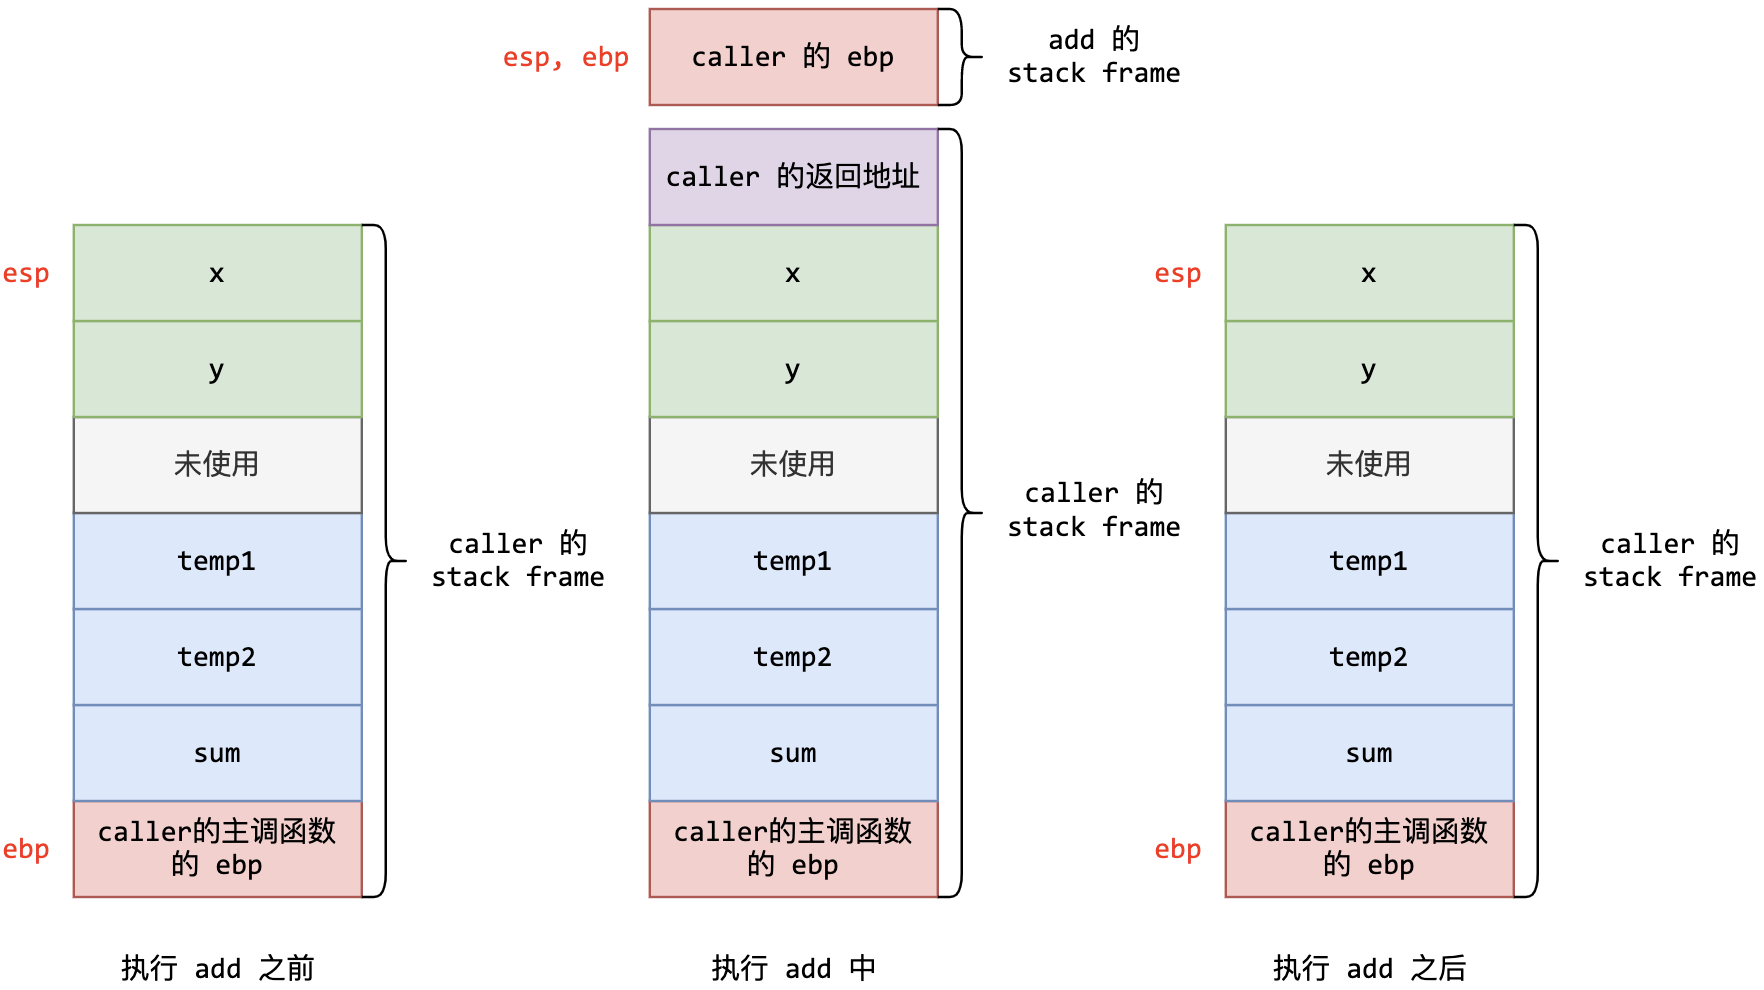 esp
x
y
未使用
temp1
temp2
sum
ebp
caller的主调函数
的 ebp
caller 的
stack frame
执行 add 之前
esp, ebp
caller 的 ebp
add 的
stack frame
caller 的返回地址
x
y
未使用
temp1
temp2
sum
caller的主调函数
的 ebp
caller 的
stack frame
执行 add 中
esp
x
y
未使用
temp1
temp2
sum
ebp
caller的主调函数
的 ebp
caller 的
stack frame
执行 add 之后